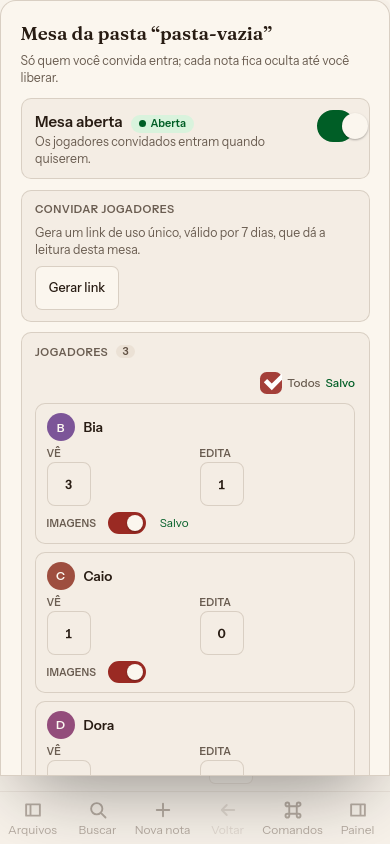 Mesa da pasta “pasta-vazia”
Só quem você convida entra; cada nota fica oculta até você
liberar.
Mesa aberta Aberta
Os jogadores convidados entram quando
quiserem.
CONVIDAR JOGADORES
Gera um link de uso único, válido por 7 dias, que dá a
leitura desta mesa.
Gerar link
JOGADORES 3
Todos Salvo
B Bia
VÊ EDITA
3 1
IMAGENS Salvo
C Caio
VÊ EDITA
1 0
IMAGENS
D Dora
VÊ EDITA
Arquivos Buscar Nova nota Voltar Comandos Painel